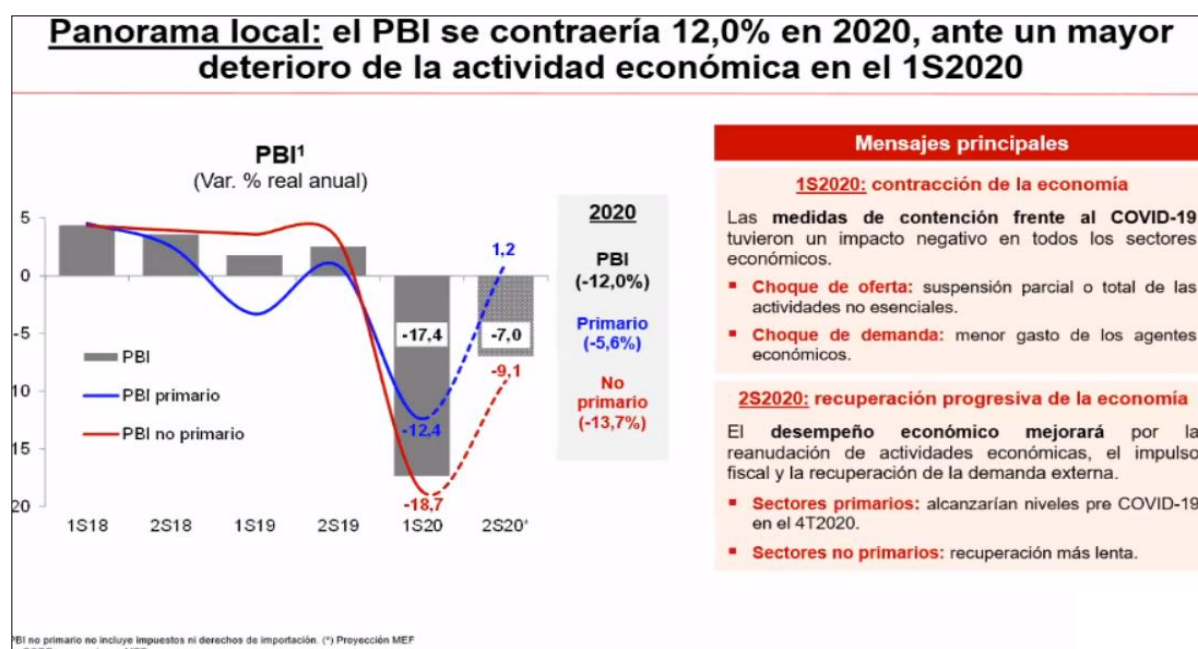 Panorama local: el PBI se contraería 12,0% en 2020, ante un mayor
deterioro de la actividad económica en el 1S2020
PBI¹
(Var. % real anual)
5
0
-5
10
15
20
PBI
PBI primario
PBI no primario
-17,4
-12,4
-18,7
1,2
-7,0
-9,1
1S18
2S18
1S19
2S19
1S20
2S20*
2020
PBI
(-12,0%)
Primario
(-5,6%)
No
primario
(-13,7%)
Mensajes principales
1S2020: contracción de la economía
Las medidas de contención frente al COVID-19
tuvieron un impacto negativo en todos los sectores
económicos.
▪ Choque de oferta: suspensión parcial o total de las
actividades no esenciales.
▪ Choque de demanda: menor gasto de los agentes
económicos.
2S2020: recuperación progresiva de la economía
El desempeño económico mejorará por la
reanudación de actividades económicas, el impulso
fiscal y la recuperación de la demanda externa.
▪ Sectores primarios: alcanzarían niveles pre COVID-19
en el 4T2020.
▪ Sectores no primarios: recuperación más lenta.
PBI no primario no incluye impuestos ni derechos de importación. (*) Proyección MEF